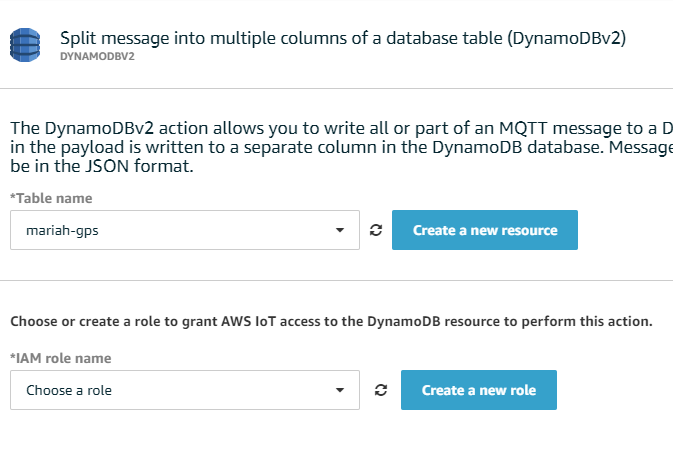 Split message into multiple columns of a database table (DynamoDBv2)
DYNAMODBV2
The DynamoDBv2 action allows you to write all or part of an MQTT message to a D
in the payload is written to a separate column in the DynamoDB database. Message
be in the JSON format.
*Table name
mariah-gps Create a new resource
Choose or create a role to grant AWS IoT access to the DynamoDB resource to perform this action.
*IAM role name
Choose a role Create a new role